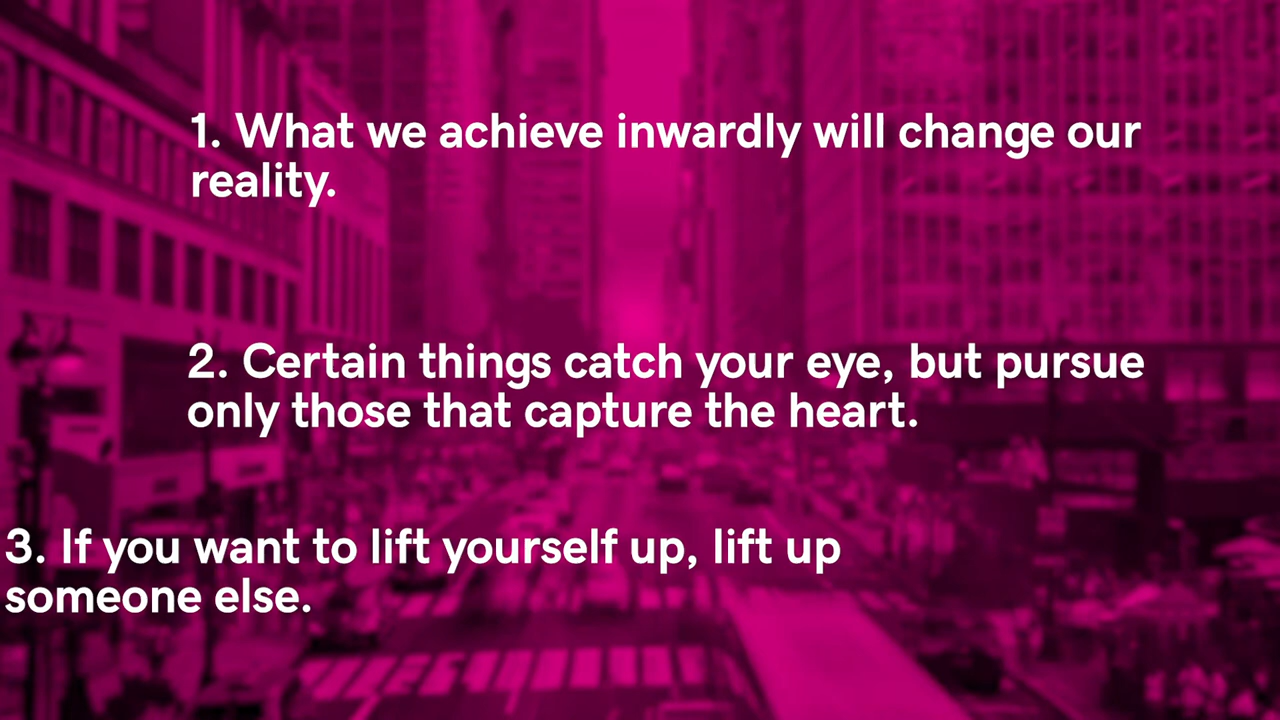 1. What we achieve inwardly will change our
reality.
2. Certain things catch your eye, but pursue
only those that capture the heart.
3. If you want to lift yourself up, lift up
someone else.